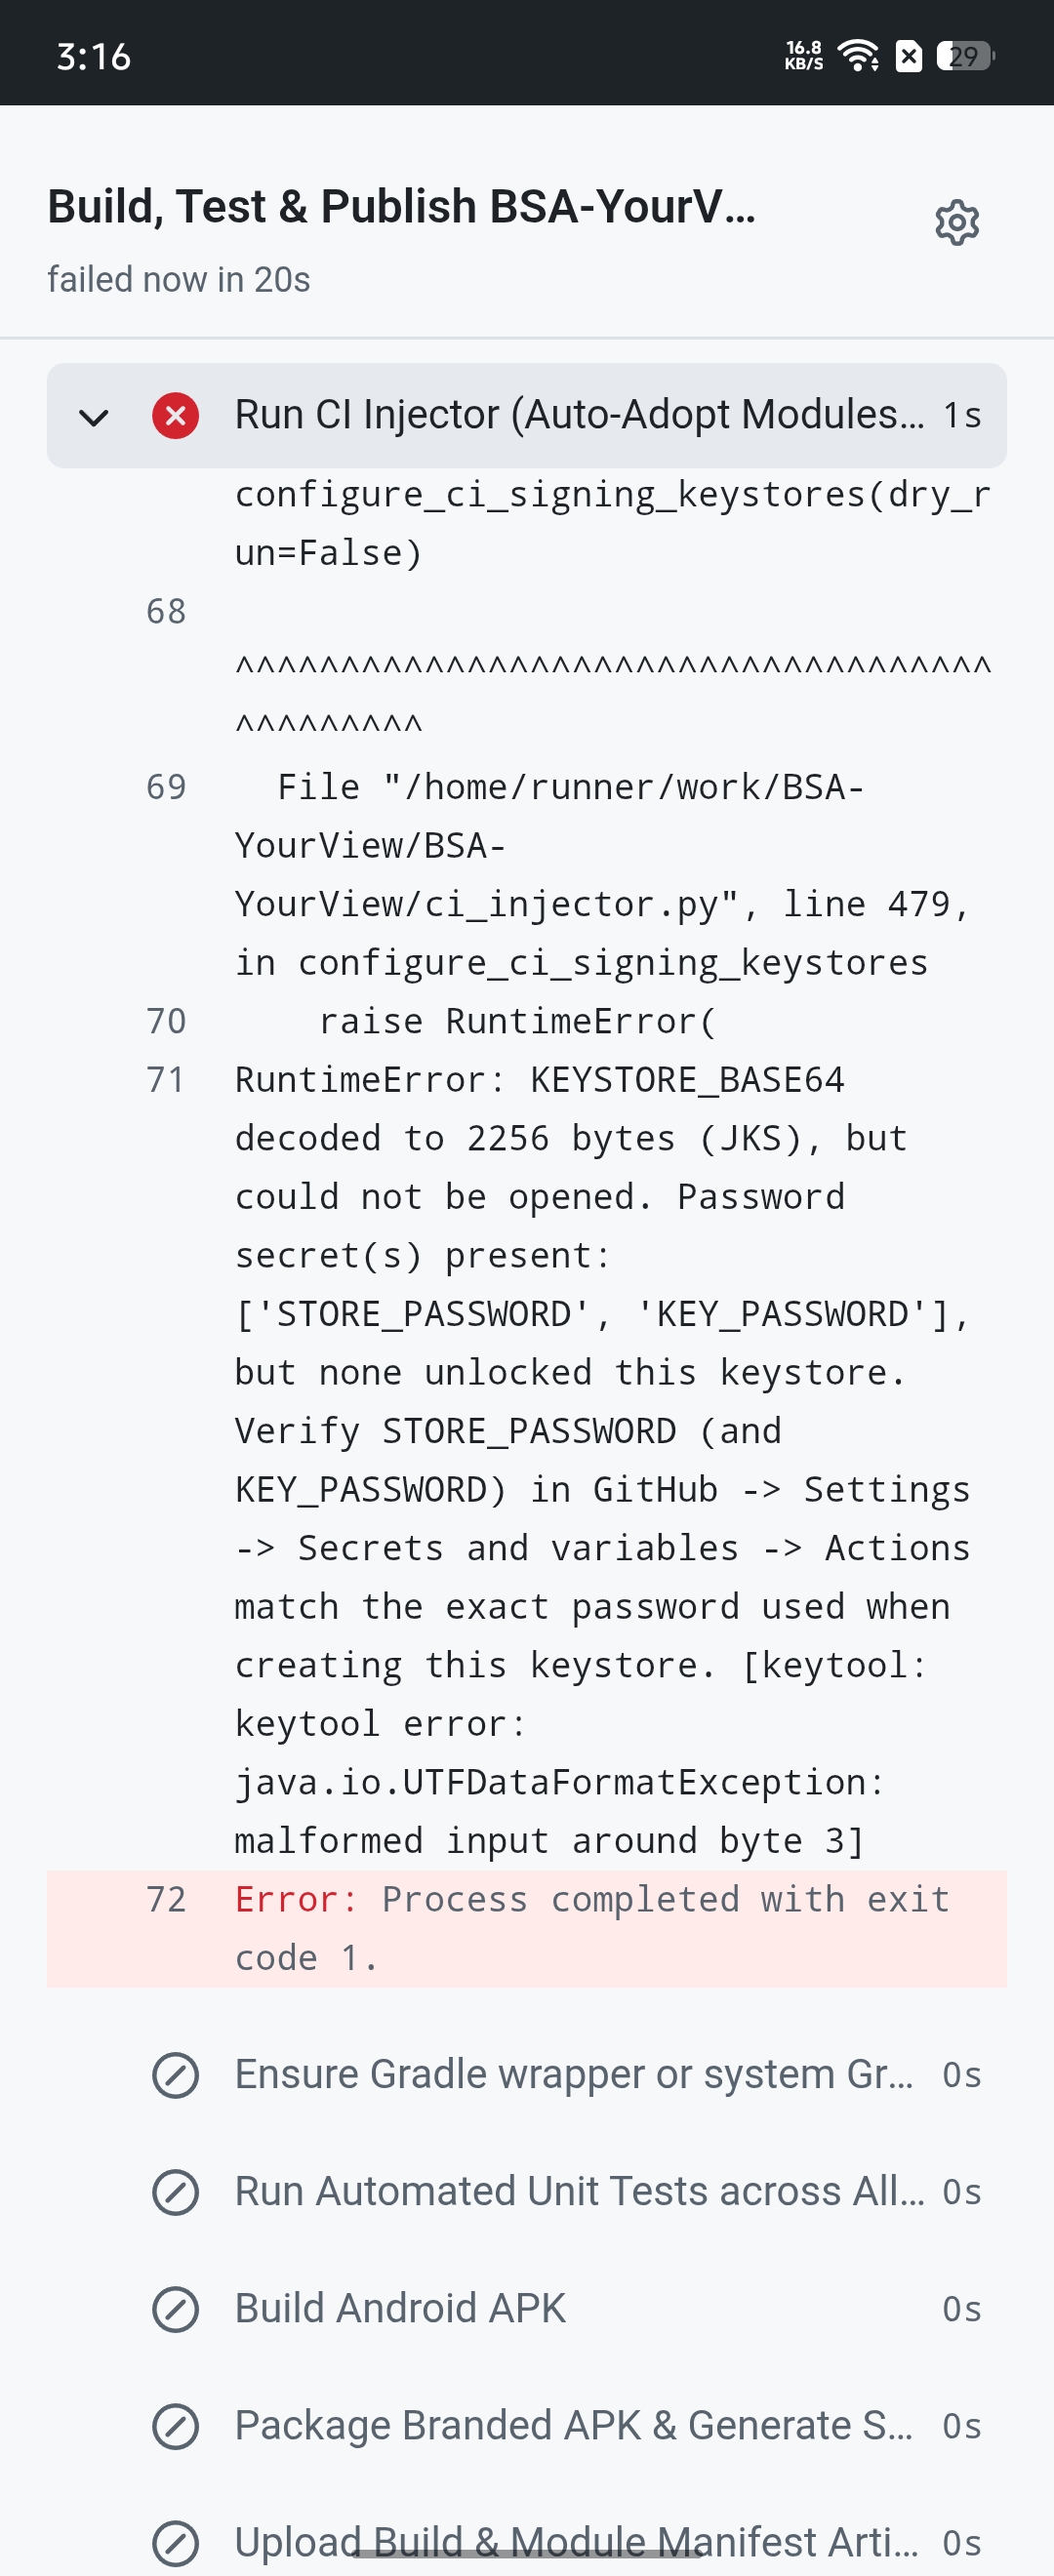 3:16
16.8
KB/S
29
Build, Test & Publish BSA-YourV...
failed now in 20s
Run CI Injector (Auto-Adopt Modules... 1s
configure_ci_signing_keystores(dry_r
un=False)
68
^^^^^^^^^^^^^^^^^^^^^^^^^^^^^^^^^^^^
^^^^^^^^^
69 File "/home/runner/work/BSA-
YourView/BSA-
YourView/ci_injector.py", line 479,
in configure_ci_signing_keystores
70 raise RuntimeError(
71 RuntimeError: KEYSTORE_BASE64
decoded to 2256 bytes (JKS), but
could not be opened. Password
secret(s) present:
['STORE_PASSWORD', 'KEY_PASSWORD'],
but none unlocked this keystore.
Verify STORE_PASSWORD (and
KEY_PASSWORD) in GitHub -> Settings
-> Secrets and variables -> Actions
match the exact password used when
creating this keystore. [keytool:
keytool error:
java.io.UTFDataFormatException:
malformed input around byte 3]
72 Error: Process completed with exit
code 1.
Ensure Gradle wrapper or system Gr... 0s
Run Automated Unit Tests across All... 0s
Build Android APK 0s
Package Branded APK & Generate S... 0s
Upload Build & Module Manifest Arti... 0s